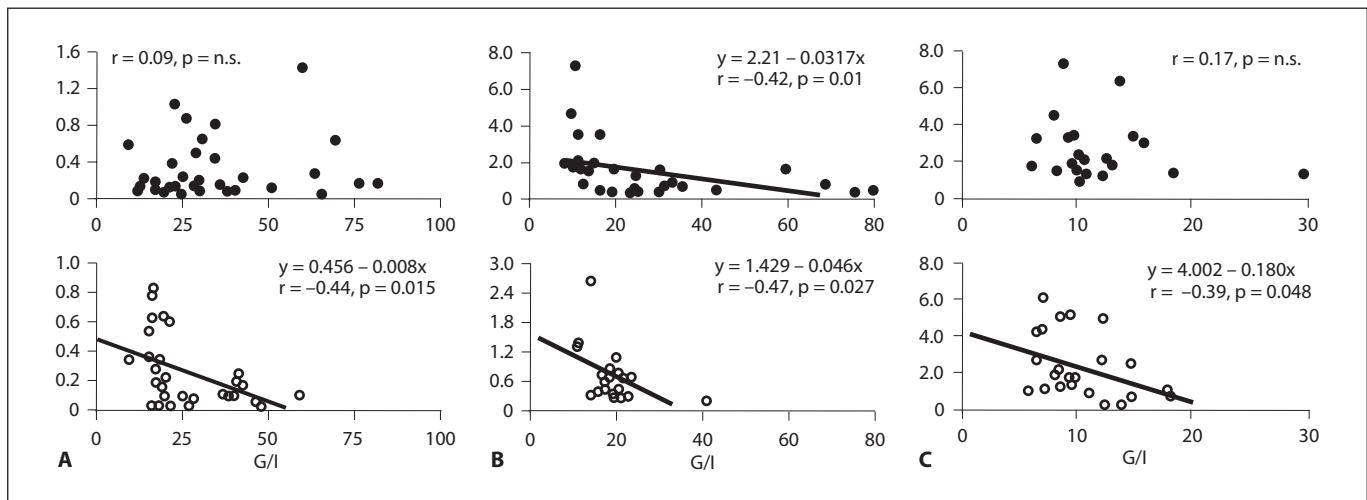 1.6
1.2
0.8
0.4
0
0 25 50 75 100
r = 0.09, p = n.s.
8.0
6.0
4.0
2.0
0
0 20 40 60 80
y = 2.21 – 0.0317x
r = –0.42, p = 0.01
8.0
6.0
4.0
2.0
0
0 10 20 30
r = 0.17, p = n.s.
1.0
0.8
0.6
0.4
0.2
0
0 25 50 75 100
y = 0.456 – 0.008x
r = –0.44, p = 0.015
A G/I
3.0
2.4
1.8
1.2
0.6
0
0 20 40 60 80
y = 1.429 – 0.046x
r = –0.47, p = 0.027
B G/I
8.0
6.0
4.0
2.0
0
0 10 20 30
y = 4.002 – 0.180x
r = –0.39, p = 0.048
C G/I